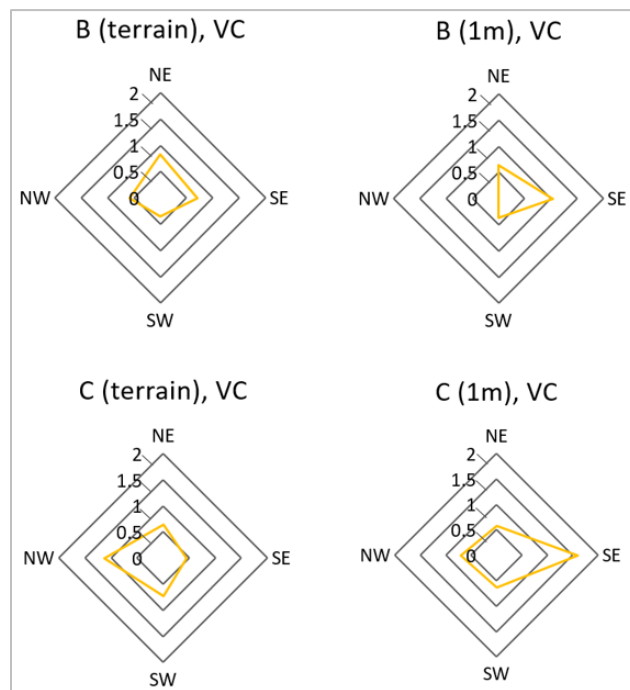 B (terrain), VC
NE
2
1.5
1
0.5
0
NW
SE
SW
B (1m), VC
NE
2
1.5
1
0.5
0
NW
SE
SW
C (terrain), VC
NE
2
1.5
1
0.5
0
NW
SE
SW
C (1m), VC
NE
2
1.5
1
0.5
0
NW
SE
SW